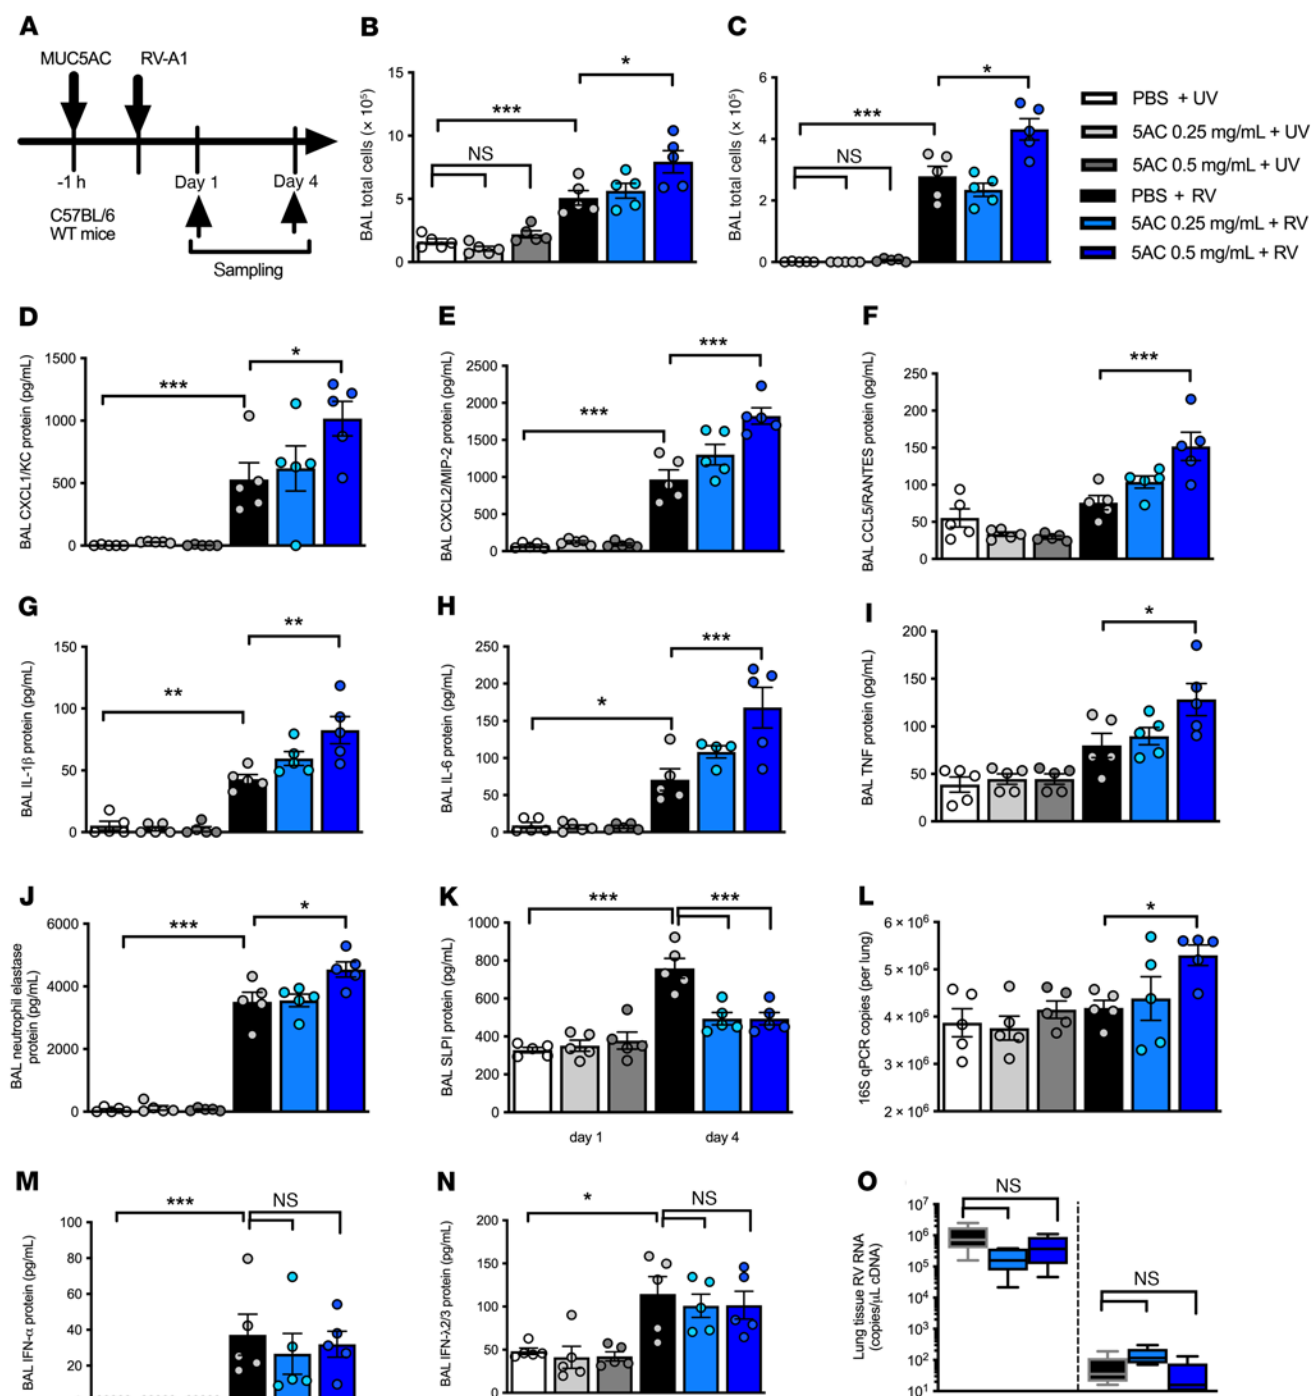 A
MUC5AC
RV-A1
-1 h
Day 1
Day 4
C57BL/6
WT mice
Sampling
B
BAL total cells (× 10⁵)
15
10
5
0
NS
***
*
C
BAL total cells (× 10⁵)
6
4
2
0
NS
***
*
PBS + UV
5AC 0.25 mg/mL + UV
5AC 0.5 mg/mL + UV
PBS + RV
5AC 0.25 mg/mL + RV
5AC 0.5 mg/mL + RV
D
BAL CXCL1/KC protein (pg/mL)
1500
1000
500
0
***
*
E
BAL CXCL2/MIP-2 protein (pg/mL)
2500
2000
1500
1000
500
0
***
***
F
BAL CCL5/RANTES protein (pg/mL)
250
200
150
100
50
0
***
G
BAL IL-1β protein (pg/mL)
150
100
50
0
**
**
H
BAL IL-6 protein (pg/mL)
250
200
150
100
50
0
*
***
I
BAL TNF protein (pg/mL)
200
150
100
50
0
*
J
BAL neutrophil elastase
protein (pg/mL)
6000
4000
2000
0
***
*
K
BAL SLPI protein (pg/mL)
1000
800
600
400
200
0
***
***
day 1
day 4
L
16S qPCR copies (per lung)
6 × 10⁶
5 × 10⁶
4 × 10⁶
3 × 10⁶
2 × 10⁶
*
M
BAL IFN-α protein (pg/mL)
100
80
60
40
20
***
NS
N
BAL IFN-λ2/3 protein (pg/mL)
200
150
100
50
0
*
NS
O
Lung tissue RV RNA
(copies/μL cDNA)
10⁷
10⁶
10⁵
10⁴
10³
10²
10¹
NS
NS